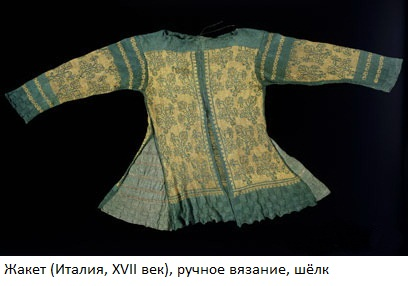 Жакет (Италия, XVII век), ручное вязание, шёлк